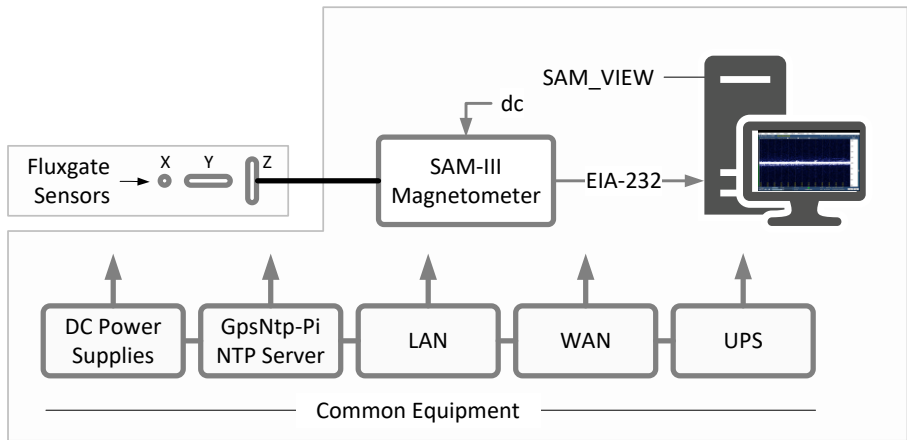 SAM_VIEW
dc
Fluxgate
Sensors
X
Y
Z
SAM-III
Magnetometer
EIA-232
DC Power
Supplies
GpsNtp-Pi
NTP Server
LAN
WAN
UPS
Common Equipment